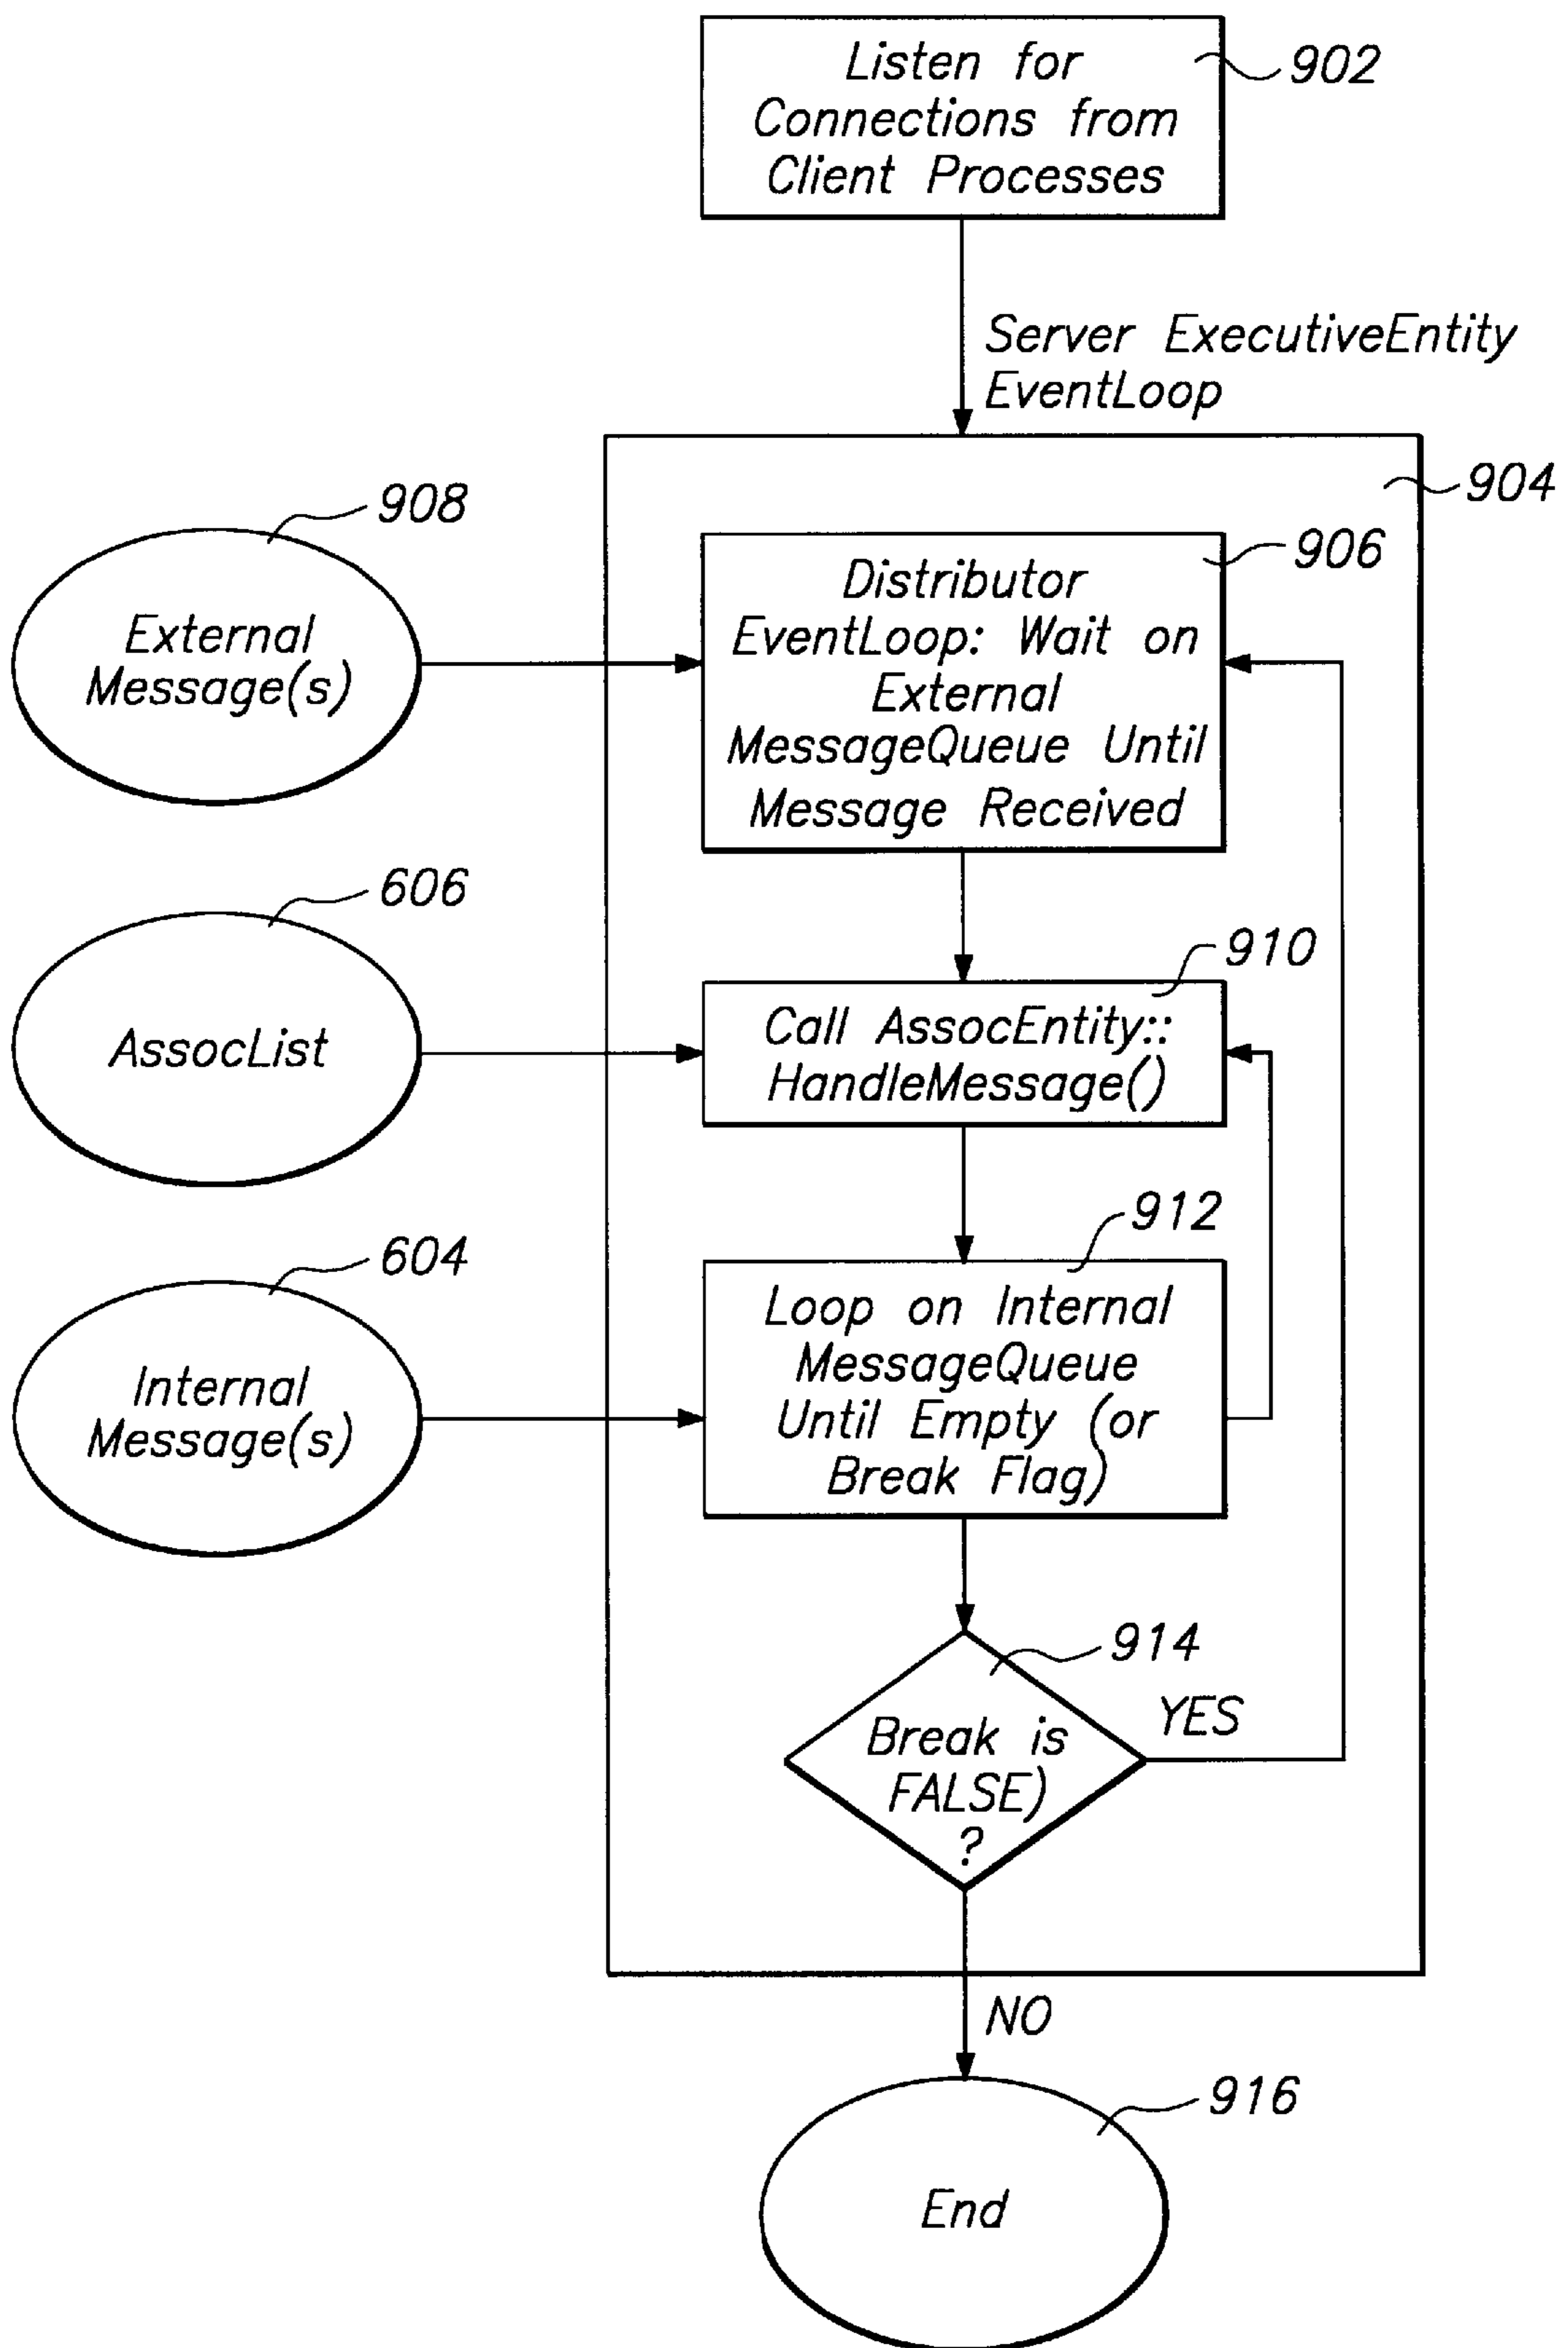 Listen for
Connections from
Client Processes
902
Server ExecutiveEntity
EventLoop
904
908
External
Message(s)
906
Distributor
EventLoop: Wait on
External
MessageQueue Until
Message Received
606
AssocList
910
Call AssocEntity::
HandleMessage()
604
Internal
Message(s)
912
Loop on Internal
MessageQueue
Until Empty (or
Break Flag)
914
Break is
FALSE)
?
YES
NO
916
End